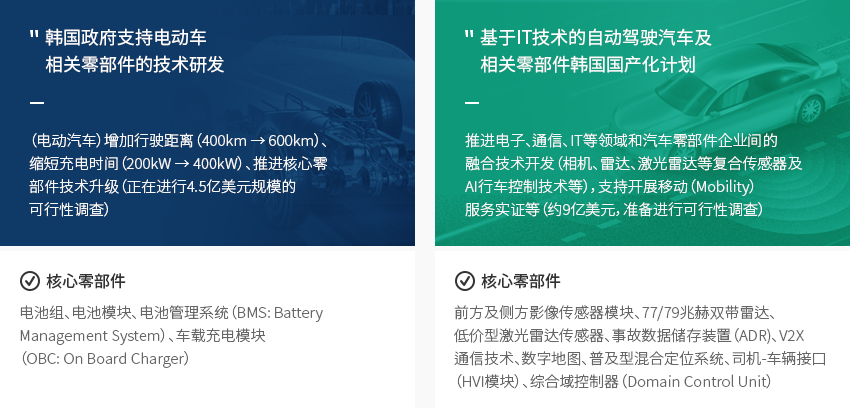 " 韩国政府支持电动车
相关零部件的技术研发
（电动汽车）增加行驶距离（400km → 600km）、
缩短充电时间（200kW → 400kW）、推进核心零
部件技术升级（正在进行4.5亿美元规模的
可行性调查）
核心零部件
电池组、电池模块、电池管理系统（BMS: Battery
Management System）、车载充电模块
（OBC: On Board Charger）
" 基于IT技术的自动驾驶汽车及
相关零部件韩国国产化计划
推进电子、通信、IT等领域和汽车零部件企业间的
融合技术开发（相机、雷达、激光雷达等复合传感器及
AI行车控制技术等），支持开展移动（Mobility）
服务实证等（约9亿美元，准备进行可行性调查）
核心零部件
前方及侧方影像传感器模块、77/79兆赫双带雷达、
低价型激光雷达传感器、事故数据储存装置（ADR)、V2X
通信技术、数字地图、普及型混合定位系统、司机-车辆接口
（HVI模块）、综合域控制器（Domain Control Unit）